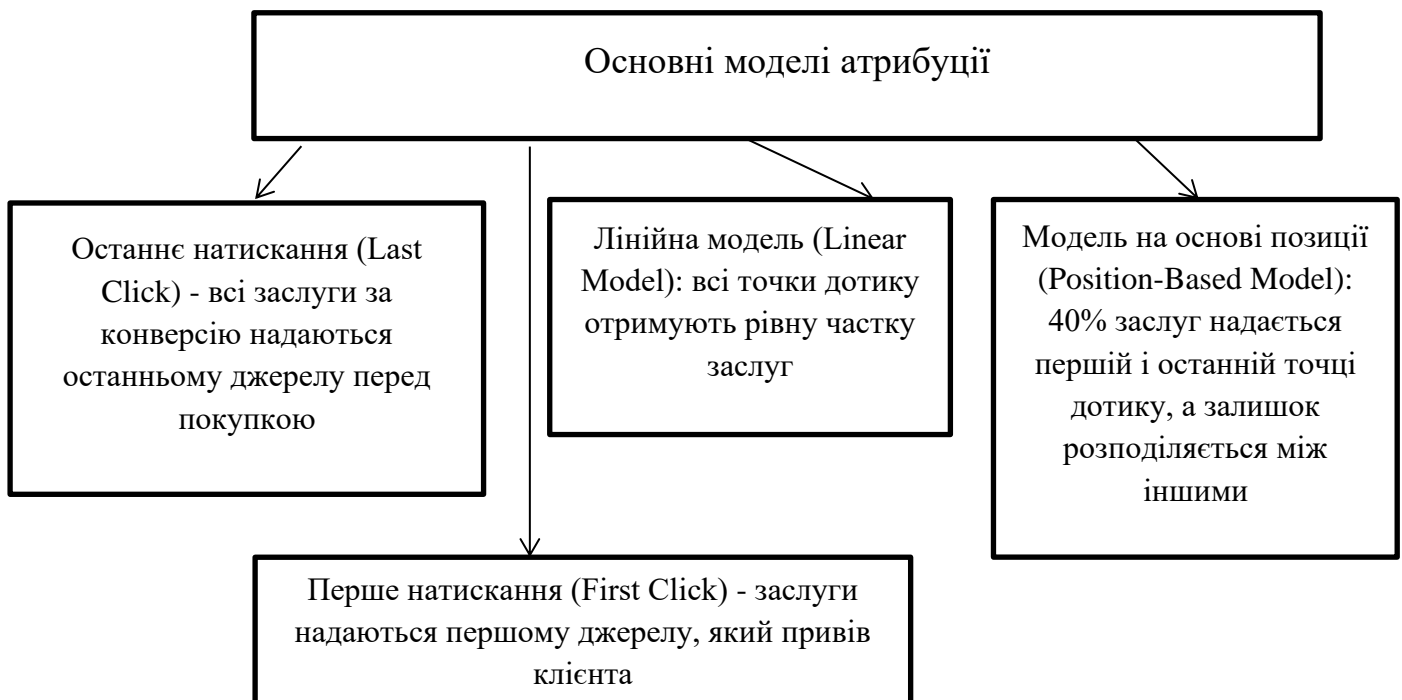 Основні моделі атрибуції
Останнє натискання (Last
Click) - всі заслуги за
конверсію надаються
останньому джерелу перед
покупкою
Лінійна модель (Linear
Model): всі точки дотику
отримують рівну частку
заслуг
Модель на основі позиції
(Position-Based Model):
40% заслуг надається
першій і останній точці
дотику, а залишок
розподіляється між
іншими
Перше натискання (First Click) - заслуги
надаються першому джерелу, який привів
клієнта